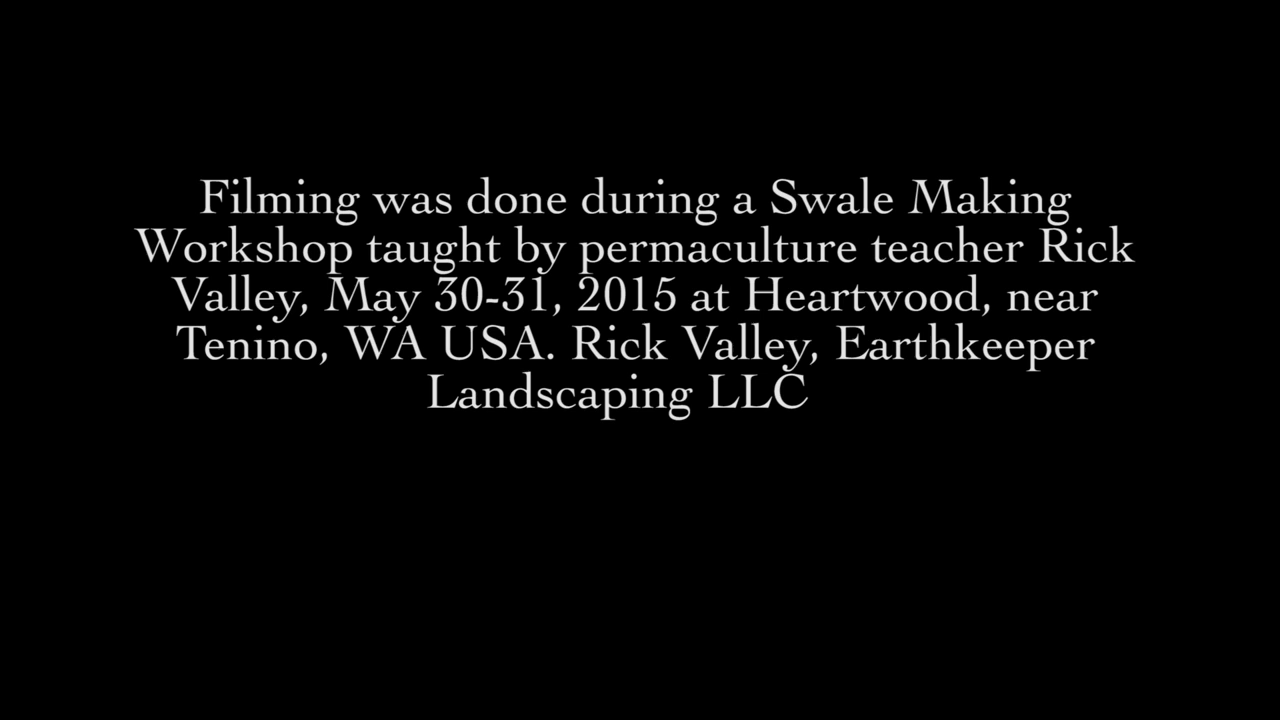 Filming was done during a Swale Making
Workshop taught by permaculture teacher Rick
Valley, May 30-31, 2015 at Heartwood, near
Tenino, WA USA. Rick Valley, Earthkeeper
Landscaping LLC